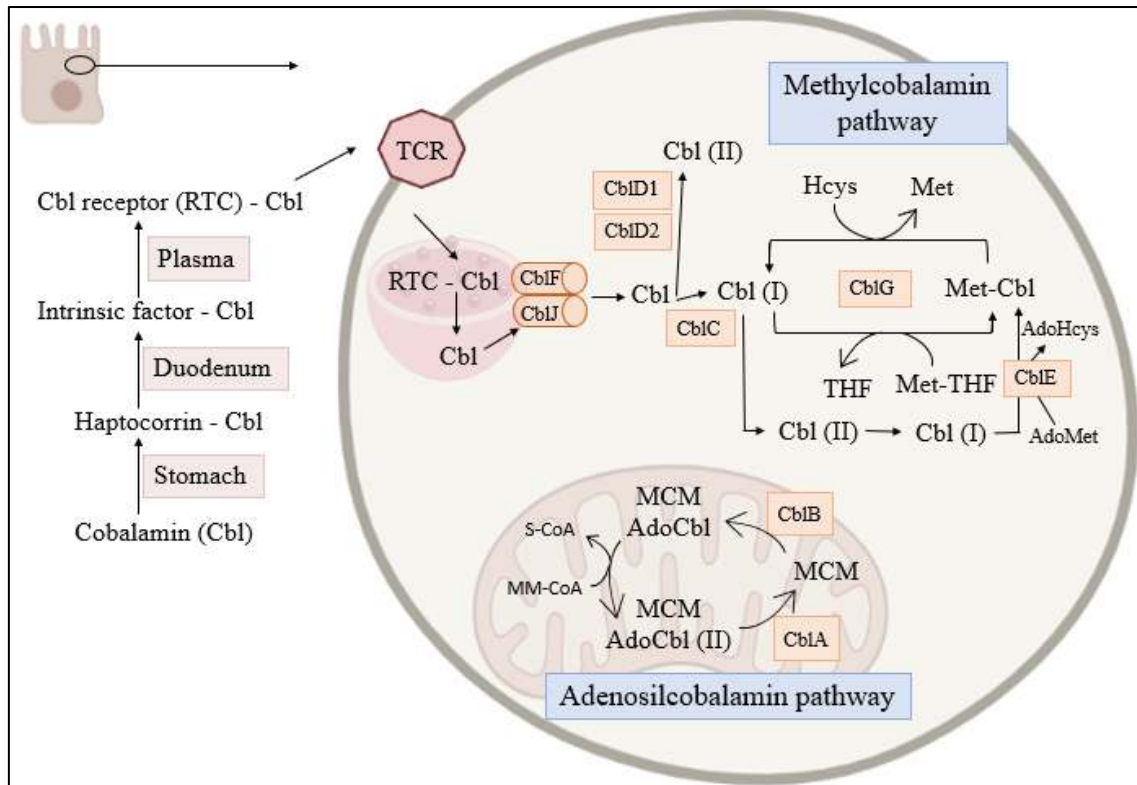 Methylcobalamin
pathway
TCR
Cbl (II)
CblD1
CblD2
Hcys
Met
Cbl receptor (RTC) - Cbl
Plasma
Intrinsic factor - Cbl
Duodenum
Haptocorrin - Cbl
Stomach
Cobalamin (Cbl)
RTC - Cbl
Cbl
CblF
CblJ
Cbl
CblC
Cbl (I)
CblG
Met-Cbl
AdoHcys
THF
Met-THF
CblE
AdoMet
Cbl (II)
Cbl (I)
MCM
AdoCbl
CblB
S-CoA
MM-CoA
MCM
MCM
AdoCbl (II)
CblA
Adenosilcobalamin pathway